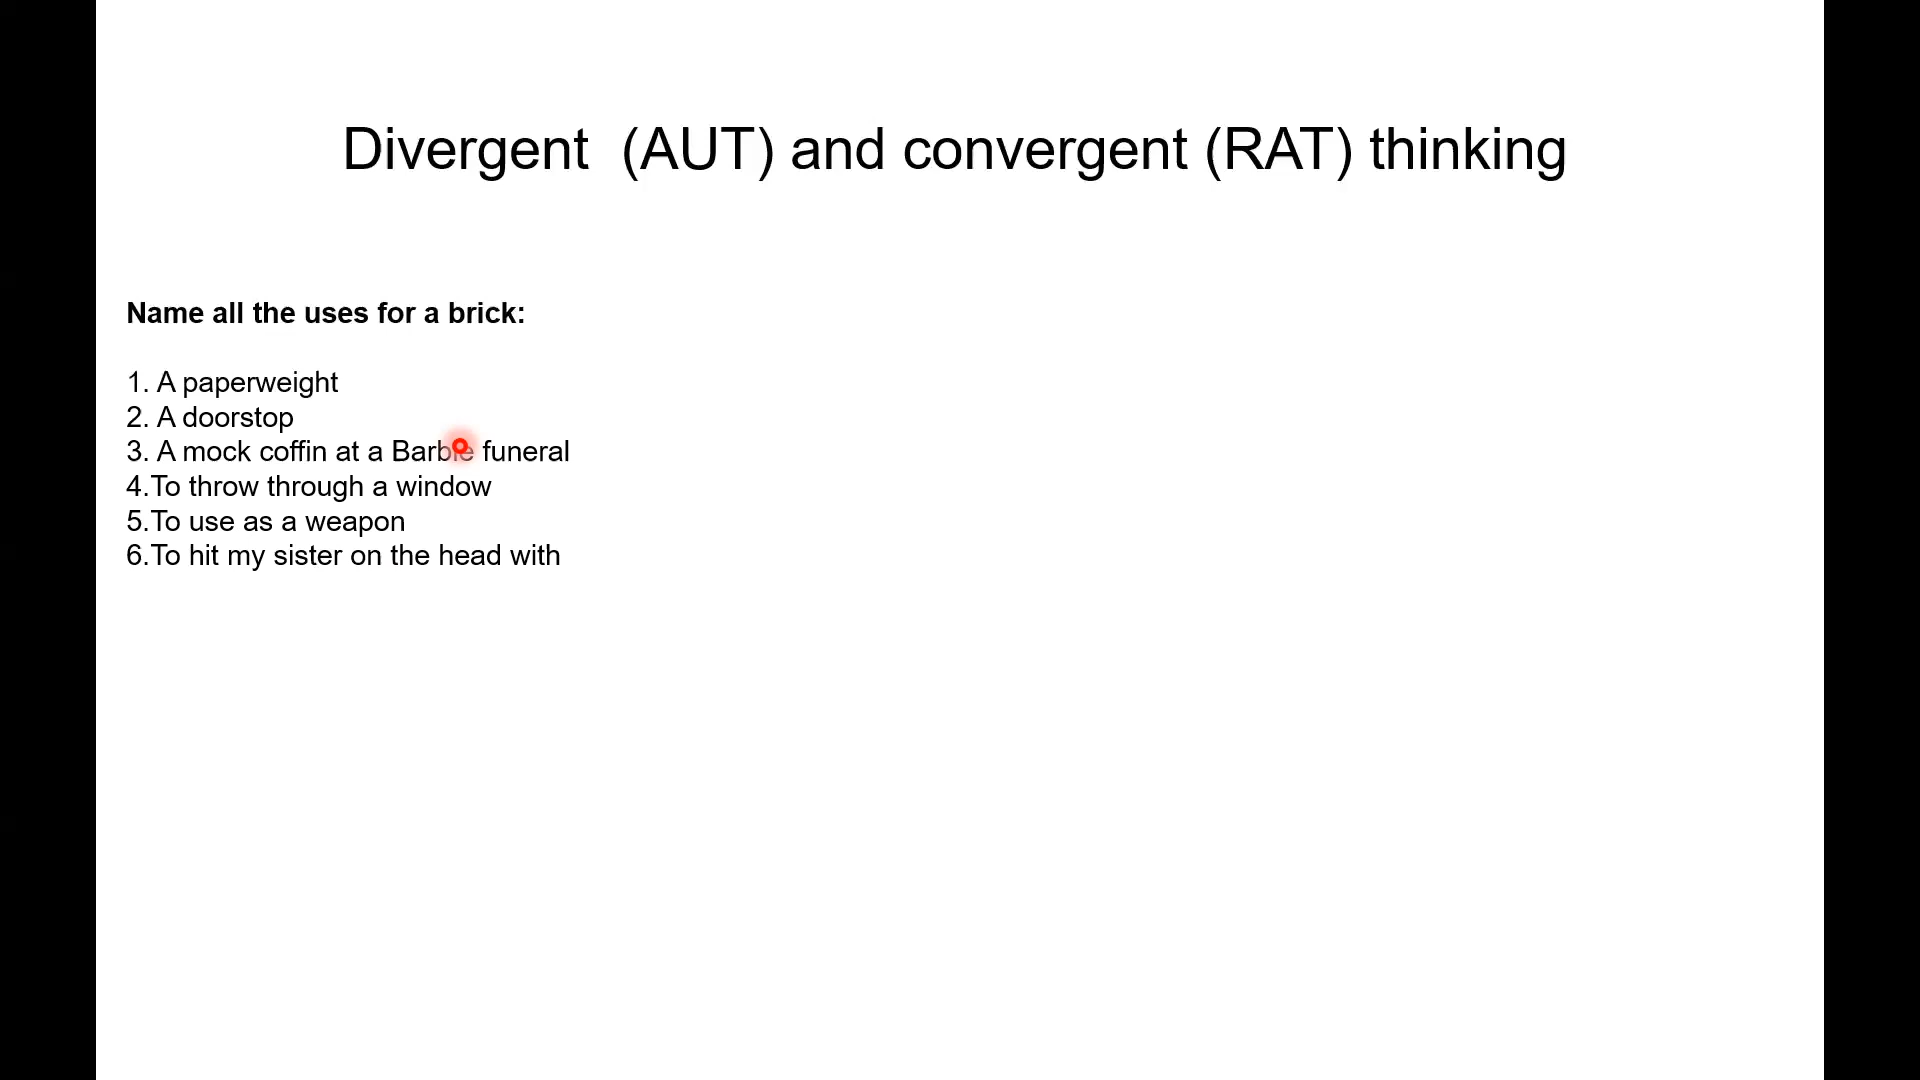 Divergent  (AUT) and convergent (RAT) thinking
Name all the uses for a brick:
1. A paperweight
2. A doorstop
3. A mock coffin at a Barbie funeral
4.To throw through a window
5.To use as a weapon
6.To hit my sister on the head with